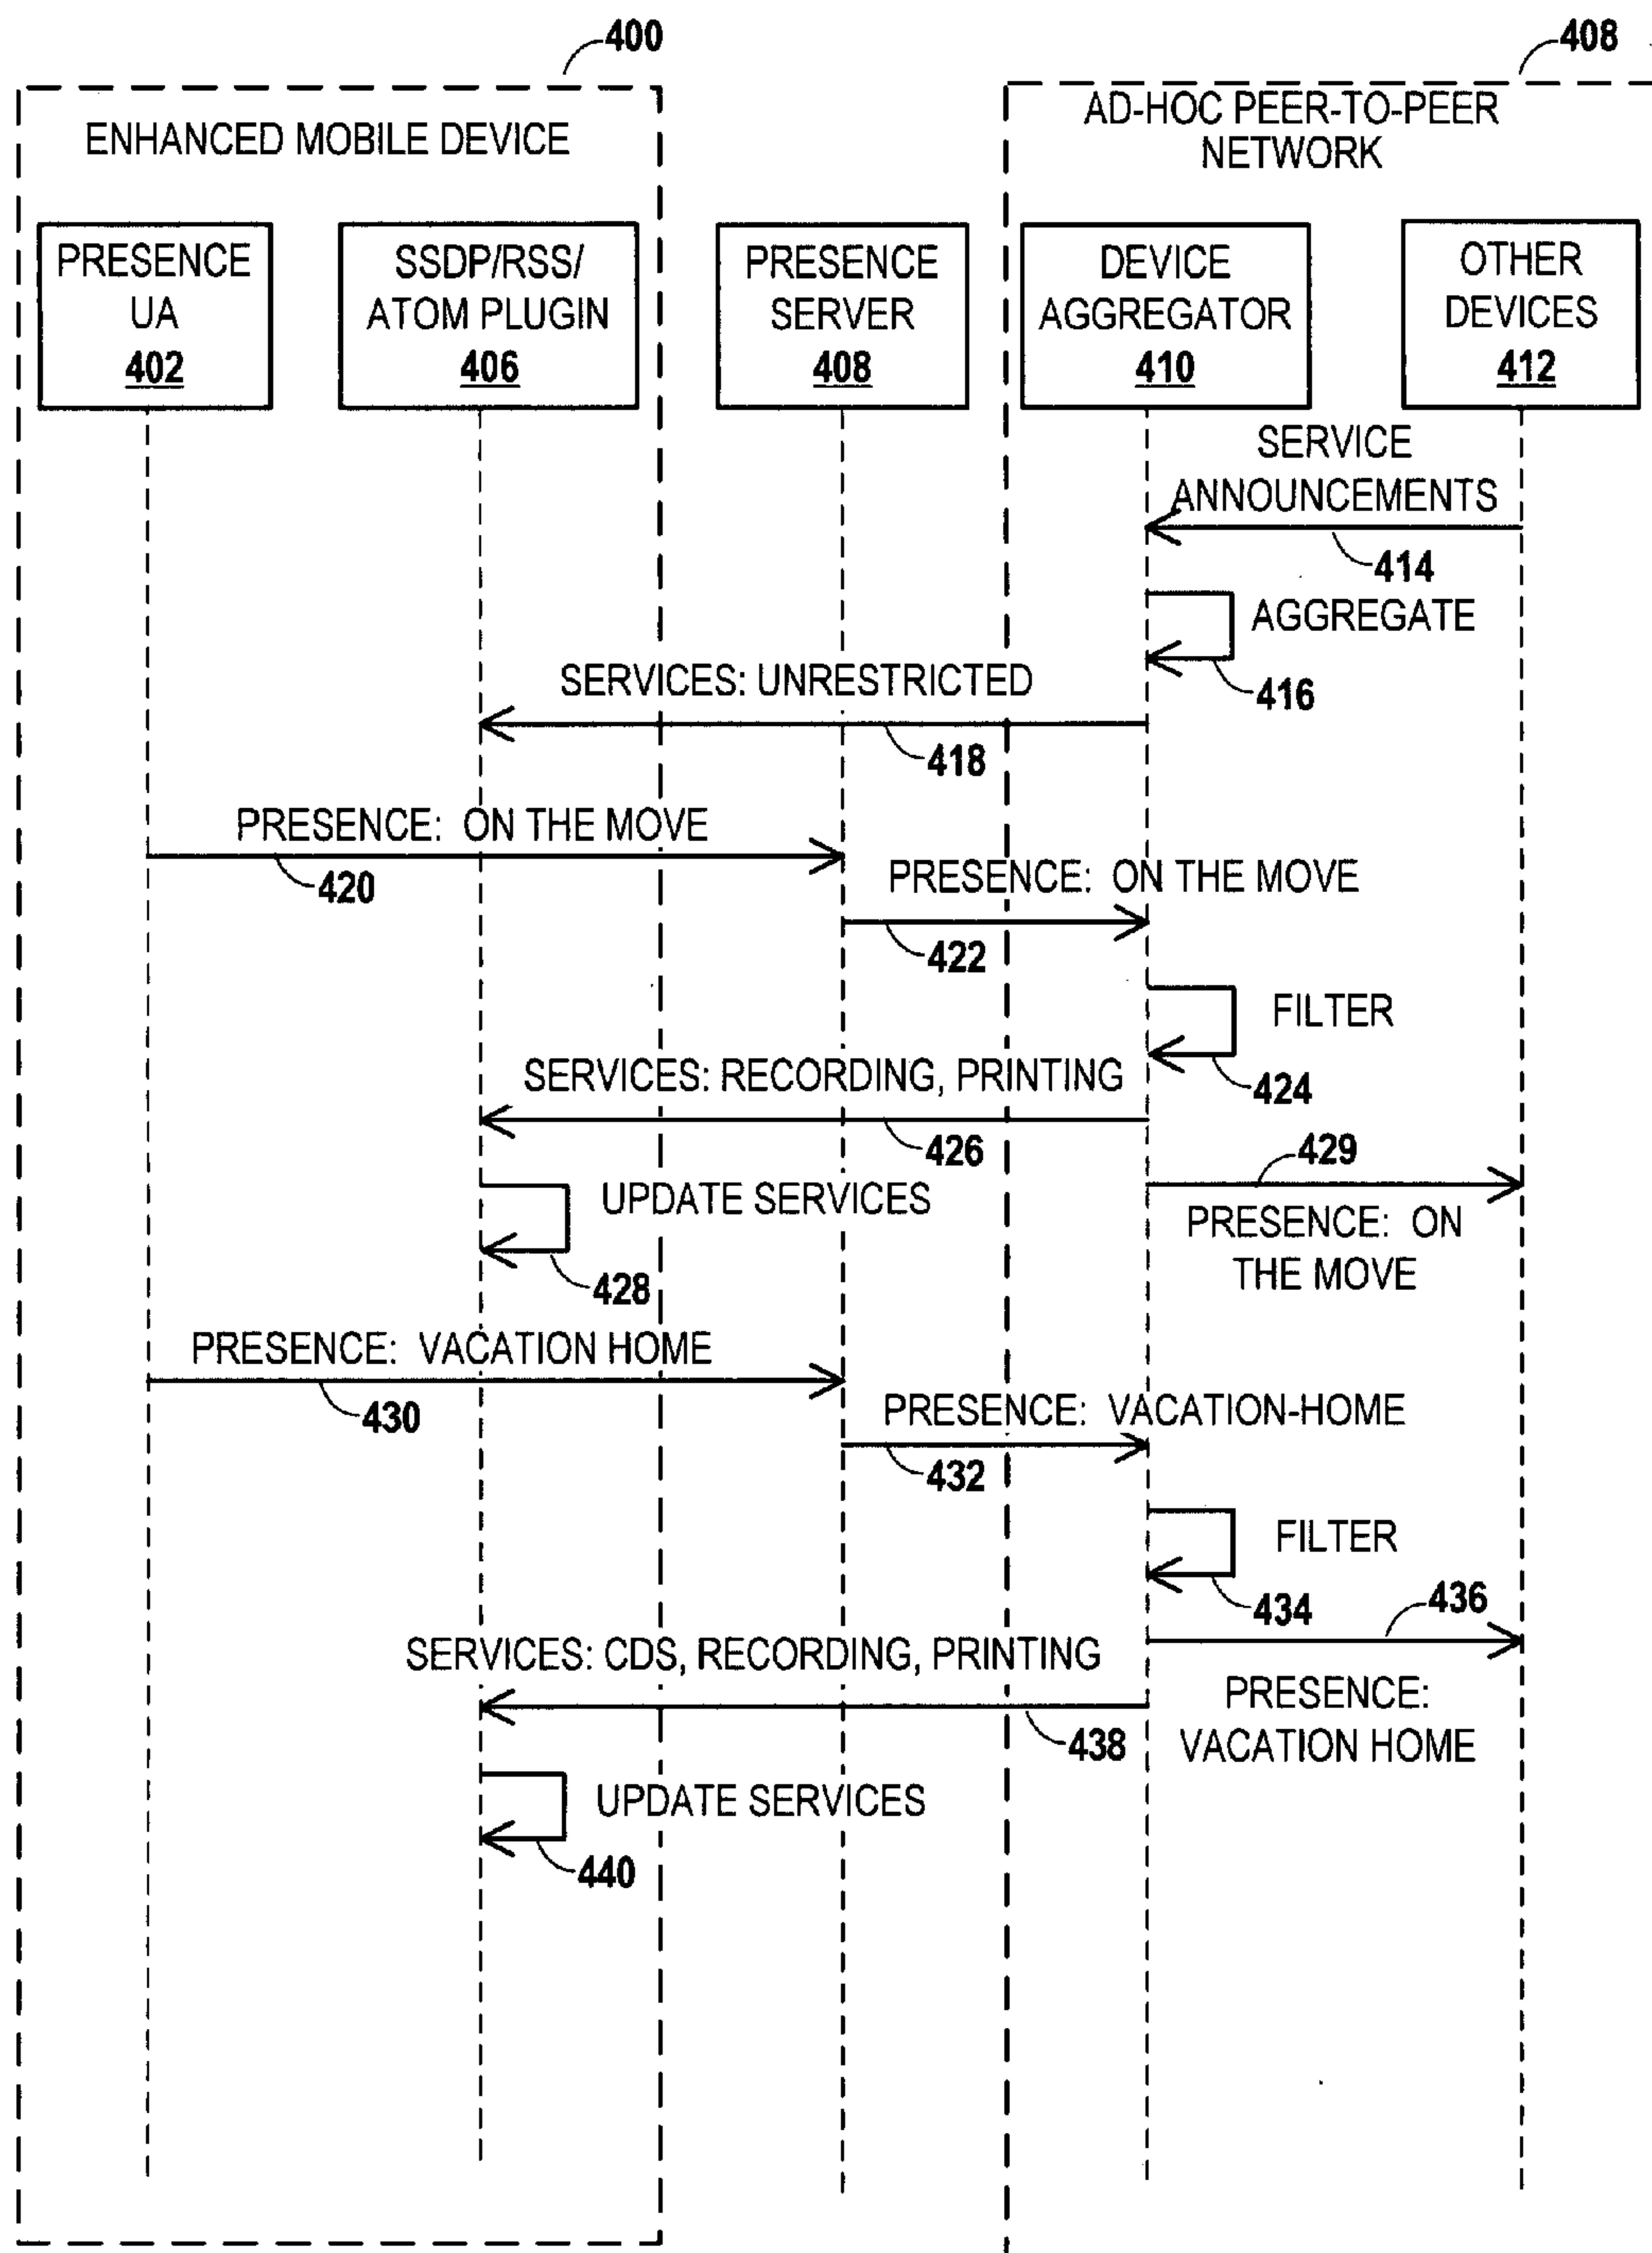 400
408
ENHANCED MOBILE DEVICE
AD-HOC PEER-TO-PEER
NETWORK
PRESENCE
UA
402
SSDP/RSS/
ATOM PLUGIN
406
PRESENCE
SERVER
408
DEVICE
AGGREGATOR
410
OTHER
DEVICES
412
SERVICE
ANNOUNCEMENTS
414
AGGREGATE
416
SERVICES: UNRESTRICTED
418
PRESENCE: ON THE MOVE
420
PRESENCE: ON THE MOVE
422
FILTER
424
SERVICES: RECORDING, PRINTING
426
429
UPDATE SERVICES
428
PRESENCE: ON
THE MOVE
PRESENCE: VACATION HOME
430
PRESENCE: VACATION-HOME
432
FILTER
434
436
SERVICES: CDS, RECORDING, PRINTING
438
PRESENCE:
VACATION HOME
UPDATE SERVICES
440